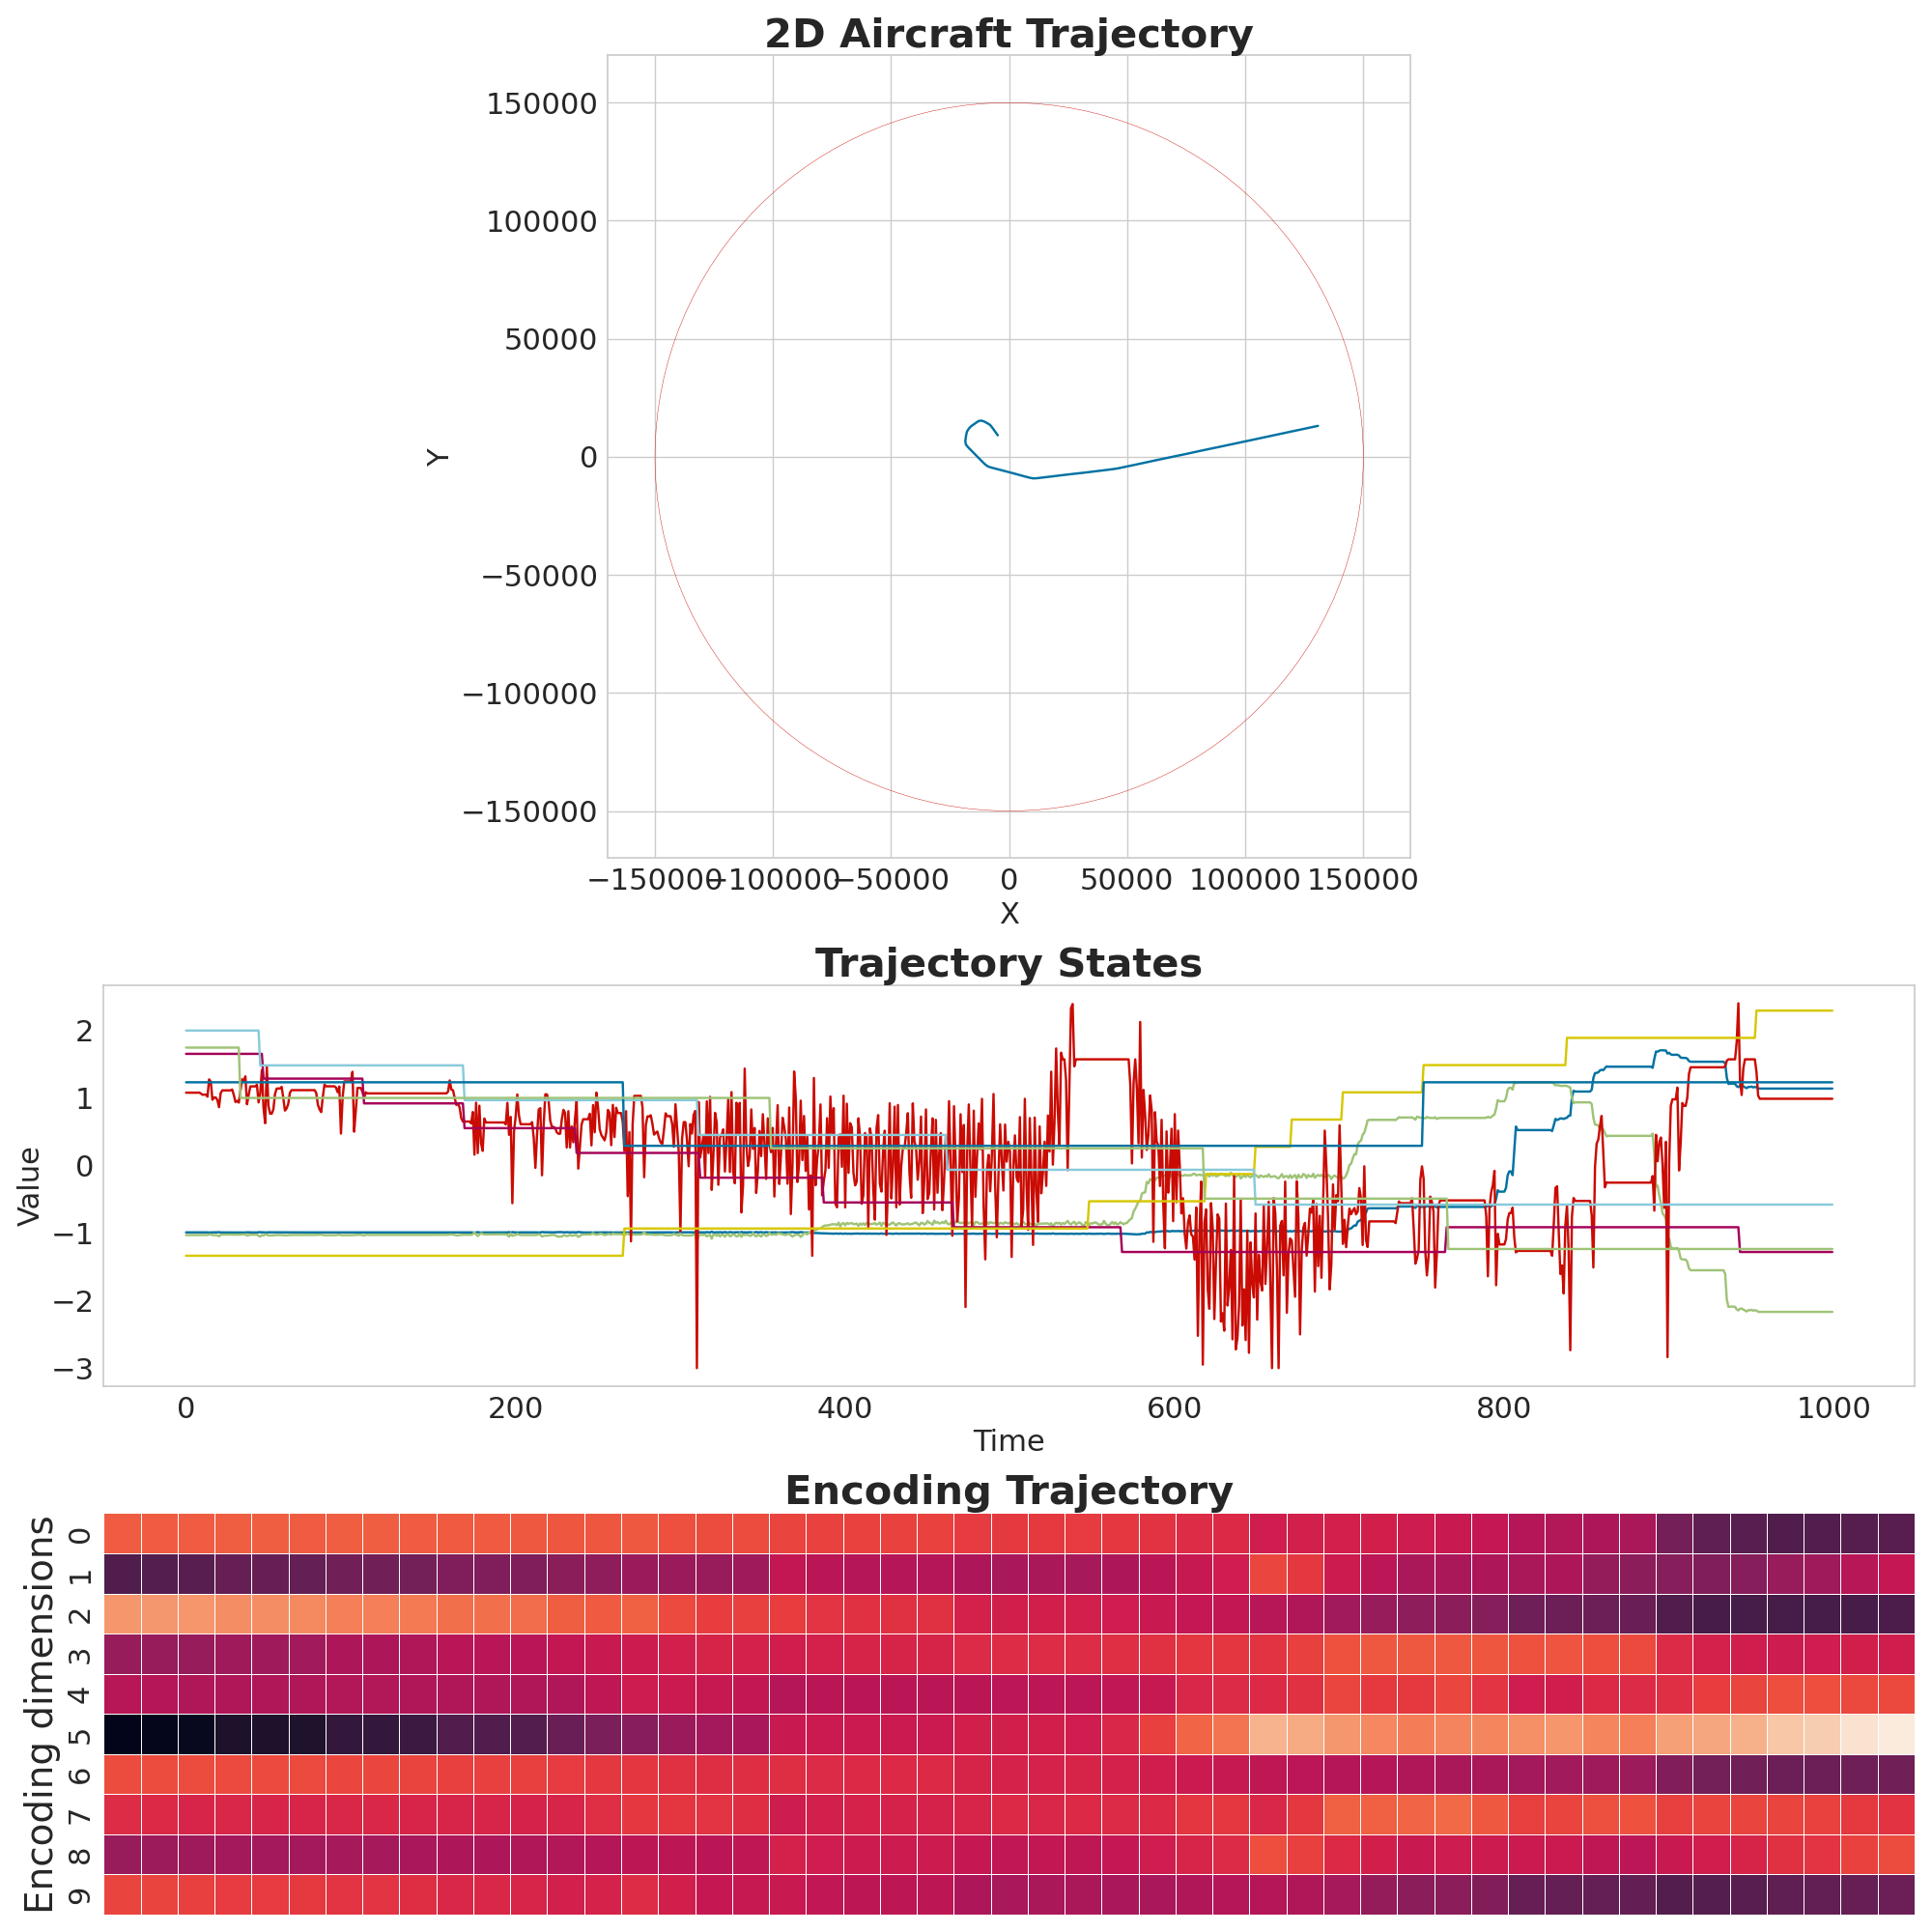 2D Aircraft Trajectory
150000
100000
50000
0
−50000
−100000
−150000
Y
−150000 −100000 −50000 0 50000 100000 150000
X
Trajectory States
2
1
0
−1
−2
−3
Value
0 200 400 600 800 1000
Time
Encoding Trajectory
Encoding dimensions
0
1
2
3
4
5
6
7
8
9